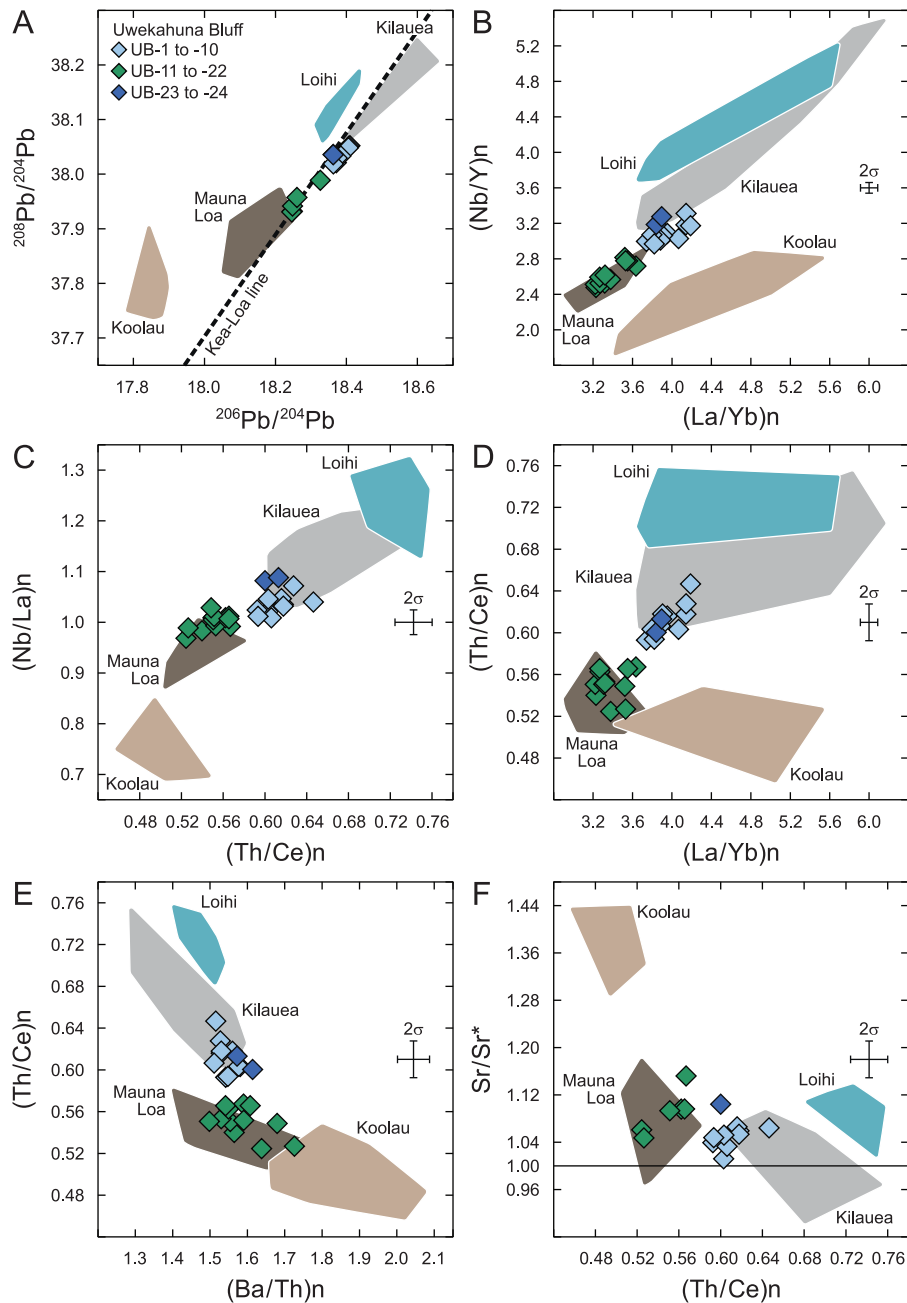 A
Uwekahuna Bluff
UB-1 to -10
UB-11 to -22
UB-23 to -24
Kilauea
Loihi
Mauna
Loa
Koolau
Kea-Loa line
38.2
38.1
38.0
37.9
37.8
37.7
²⁰⁸Pb/²⁰⁴Pb
17.8 18.0 18.2 18.4 18.6
²⁰⁶Pb/²⁰⁴Pb
B
5.2
4.8
4.4
4.0
3.6
3.2
2.8
2.4
2.0
(Nb/Y)n
Loihi
2σ
Kilauea
Koolau
Mauna
Loa
3.2 3.6 4.0 4.4 4.8 5.2 5.6 6.0
(La/Yb)n
C
1.3
1.2
1.1
1.0
0.9
0.8
0.7
(Nb/La)n
Loihi
Kilauea
2σ
Mauna
Loa
Koolau
0.48 0.52 0.56 0.60 0.64 0.68 0.72 0.76
(Th/Ce)n
D
0.76
0.72
0.68
0.64
0.60
0.56
0.52
0.48
(Th/Ce)n
Loihi
Kilauea
2σ
Mauna
Loa
Koolau
3.2 3.6 4.0 4.4 4.8 5.2 5.6 6.0
(La/Yb)n
E
0.76
0.72
0.68
0.64
0.60
0.56
0.52
0.48
(Th/Ce)n
Loihi
Kilauea
2σ
Mauna
Loa
Koolau
1.3 1.4 1.5 1.6 1.7 1.8 1.9 2.0 2.1
(Ba/Th)n
F
1.44
1.36
1.28
1.20
1.12
1.04
1.00
0.96
Sr/Sr*
Koolau
2σ
Mauna
Loa
Loihi
Kilauea
0.48 0.52 0.56 0.60 0.64 0.68 0.72 0.76
(Th/Ce)n